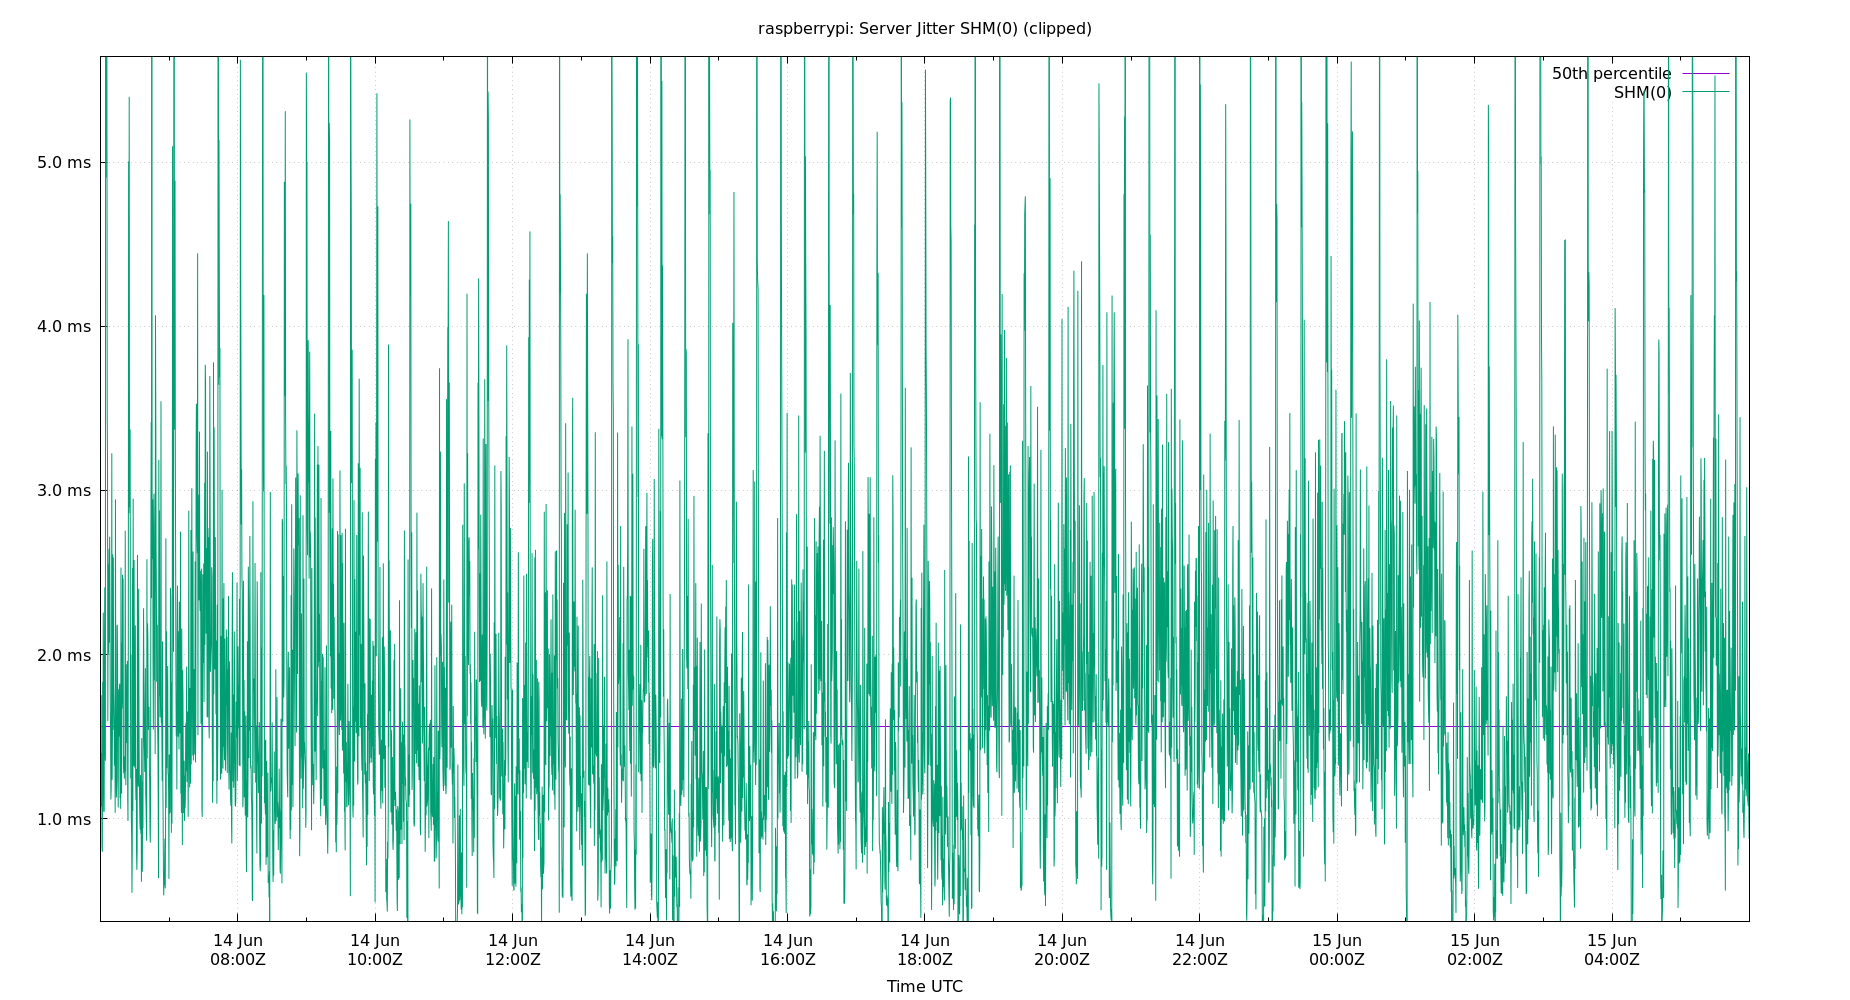 raspberrypi: Server Jitter SHM(0) (clipped)
50th percentile
SHM(0)
5.0 ms
4.0 ms
3.0 ms
2.0 ms
1.0 ms
14 Jun 14 Jun 14 Jun 14 Jun 14 Jun 14 Jun 14 Jun 14 Jun 15 Jun 15 Jun 15 Jun
08:00Z 10:00Z 12:00Z 14:00Z 16:00Z 18:00Z 20:00Z 22:00Z 00:00Z 02:00Z 04:00Z
Time UTC